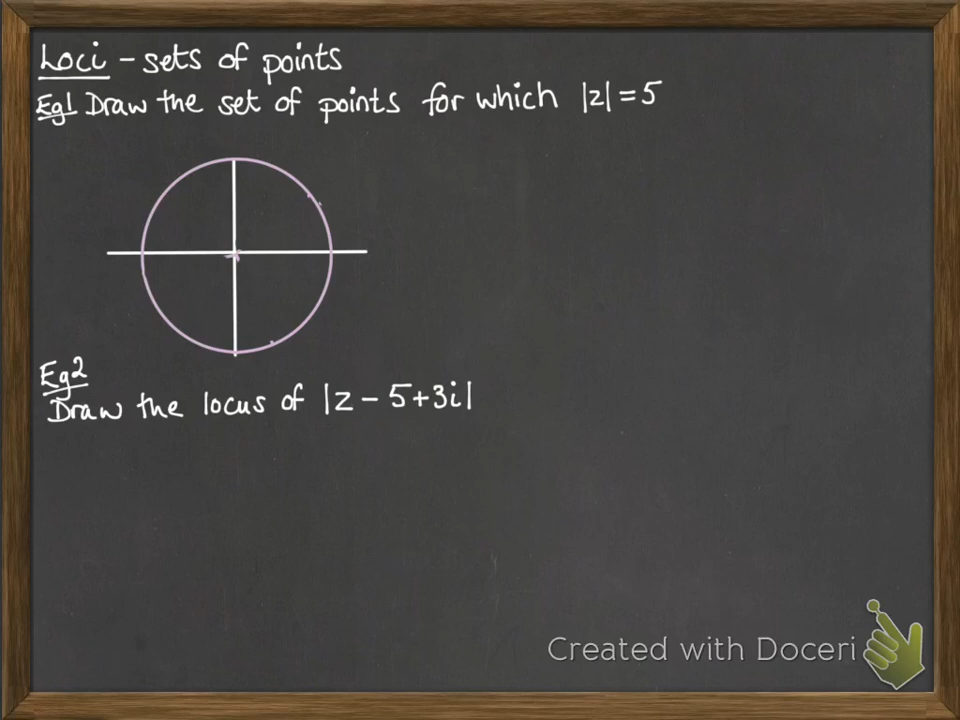 Loci - sets of points
Eg1 Draw the set of points for which |z| = 5
Eg2
Draw the locus of |z - 5+3i|
Created with Doceri